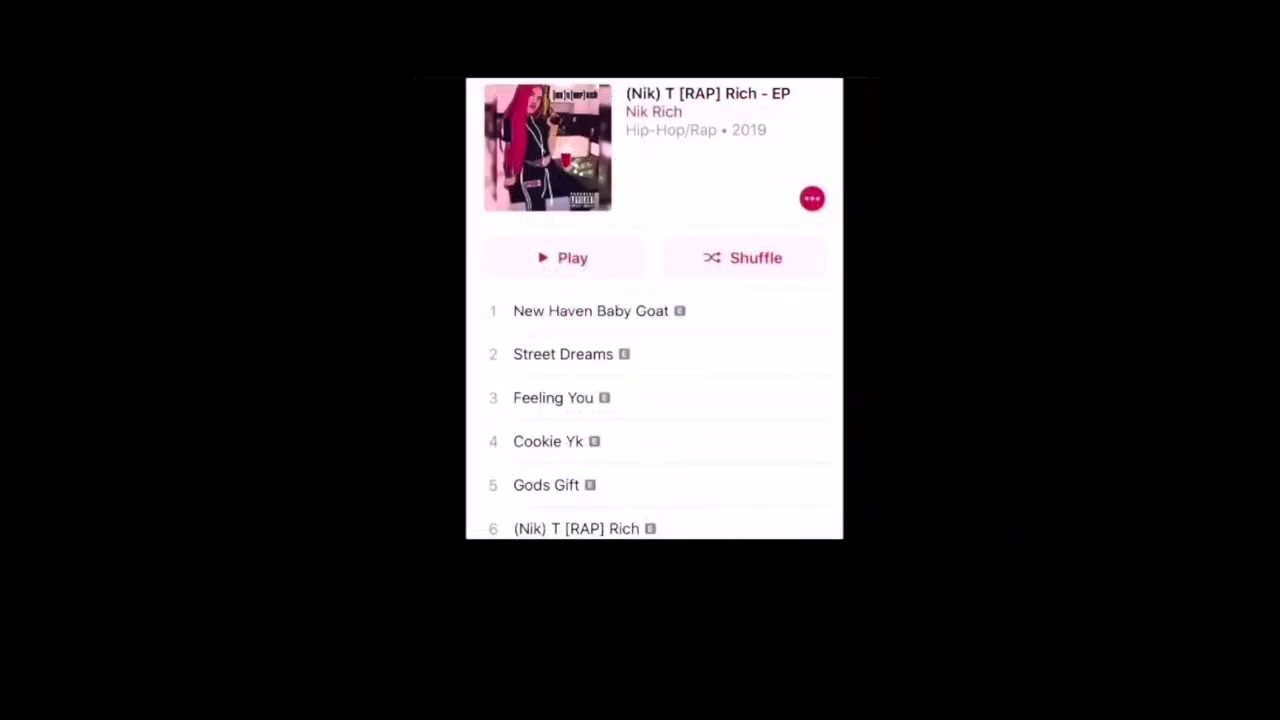 (Nik) T [RAP] Rich - EP
Nik Rich
Hip-Hop/Rap • 2019
Play
Shuffle
1 New Haven Baby Goat E
2 Street Dreams E
3 Feeling You E
4 Cookie Yk E
5 Gods Gift E
6 (Nik) T [RAP] Rich E